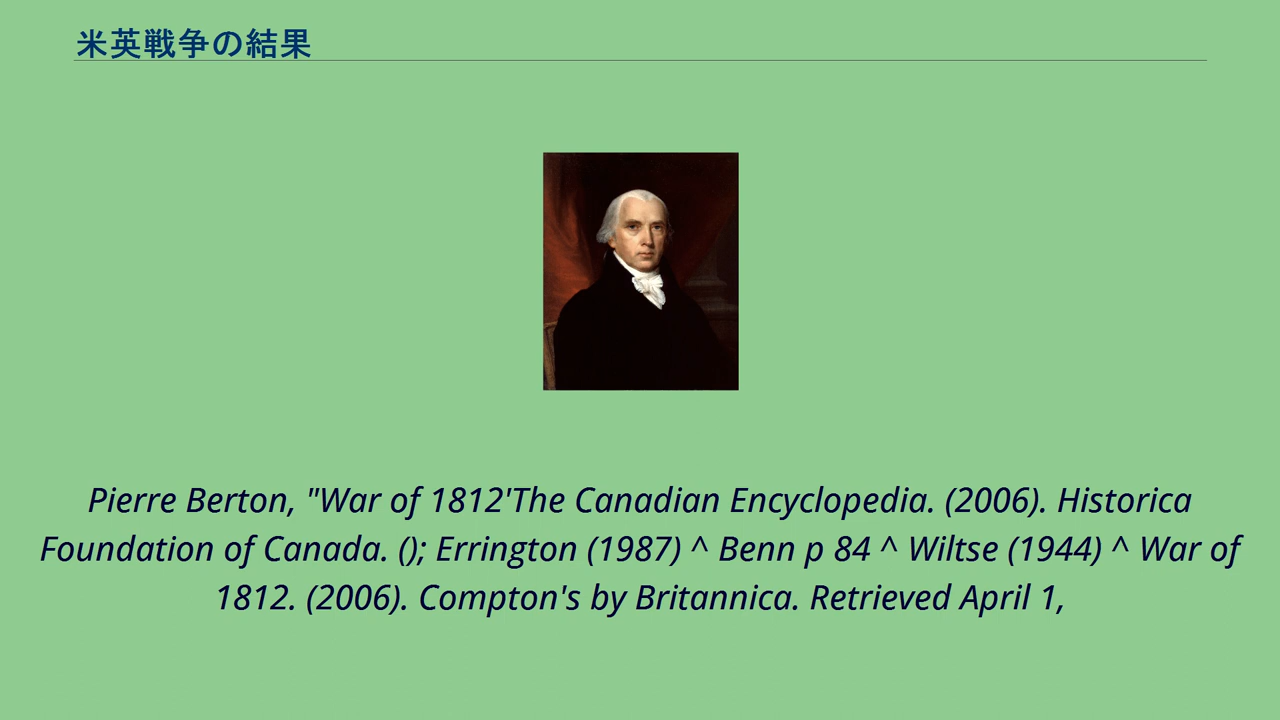 米英戦争の結果
Pierre Berton, "War of 1812'The Canadian Encyclopedia. (2006). Historica
Foundation of Canada. (); Errington (1987) ^ Benn p 84 ^ Wiltse (1944) ^ War of
1812. (2006). Compton's by Britannica. Retrieved April 1,